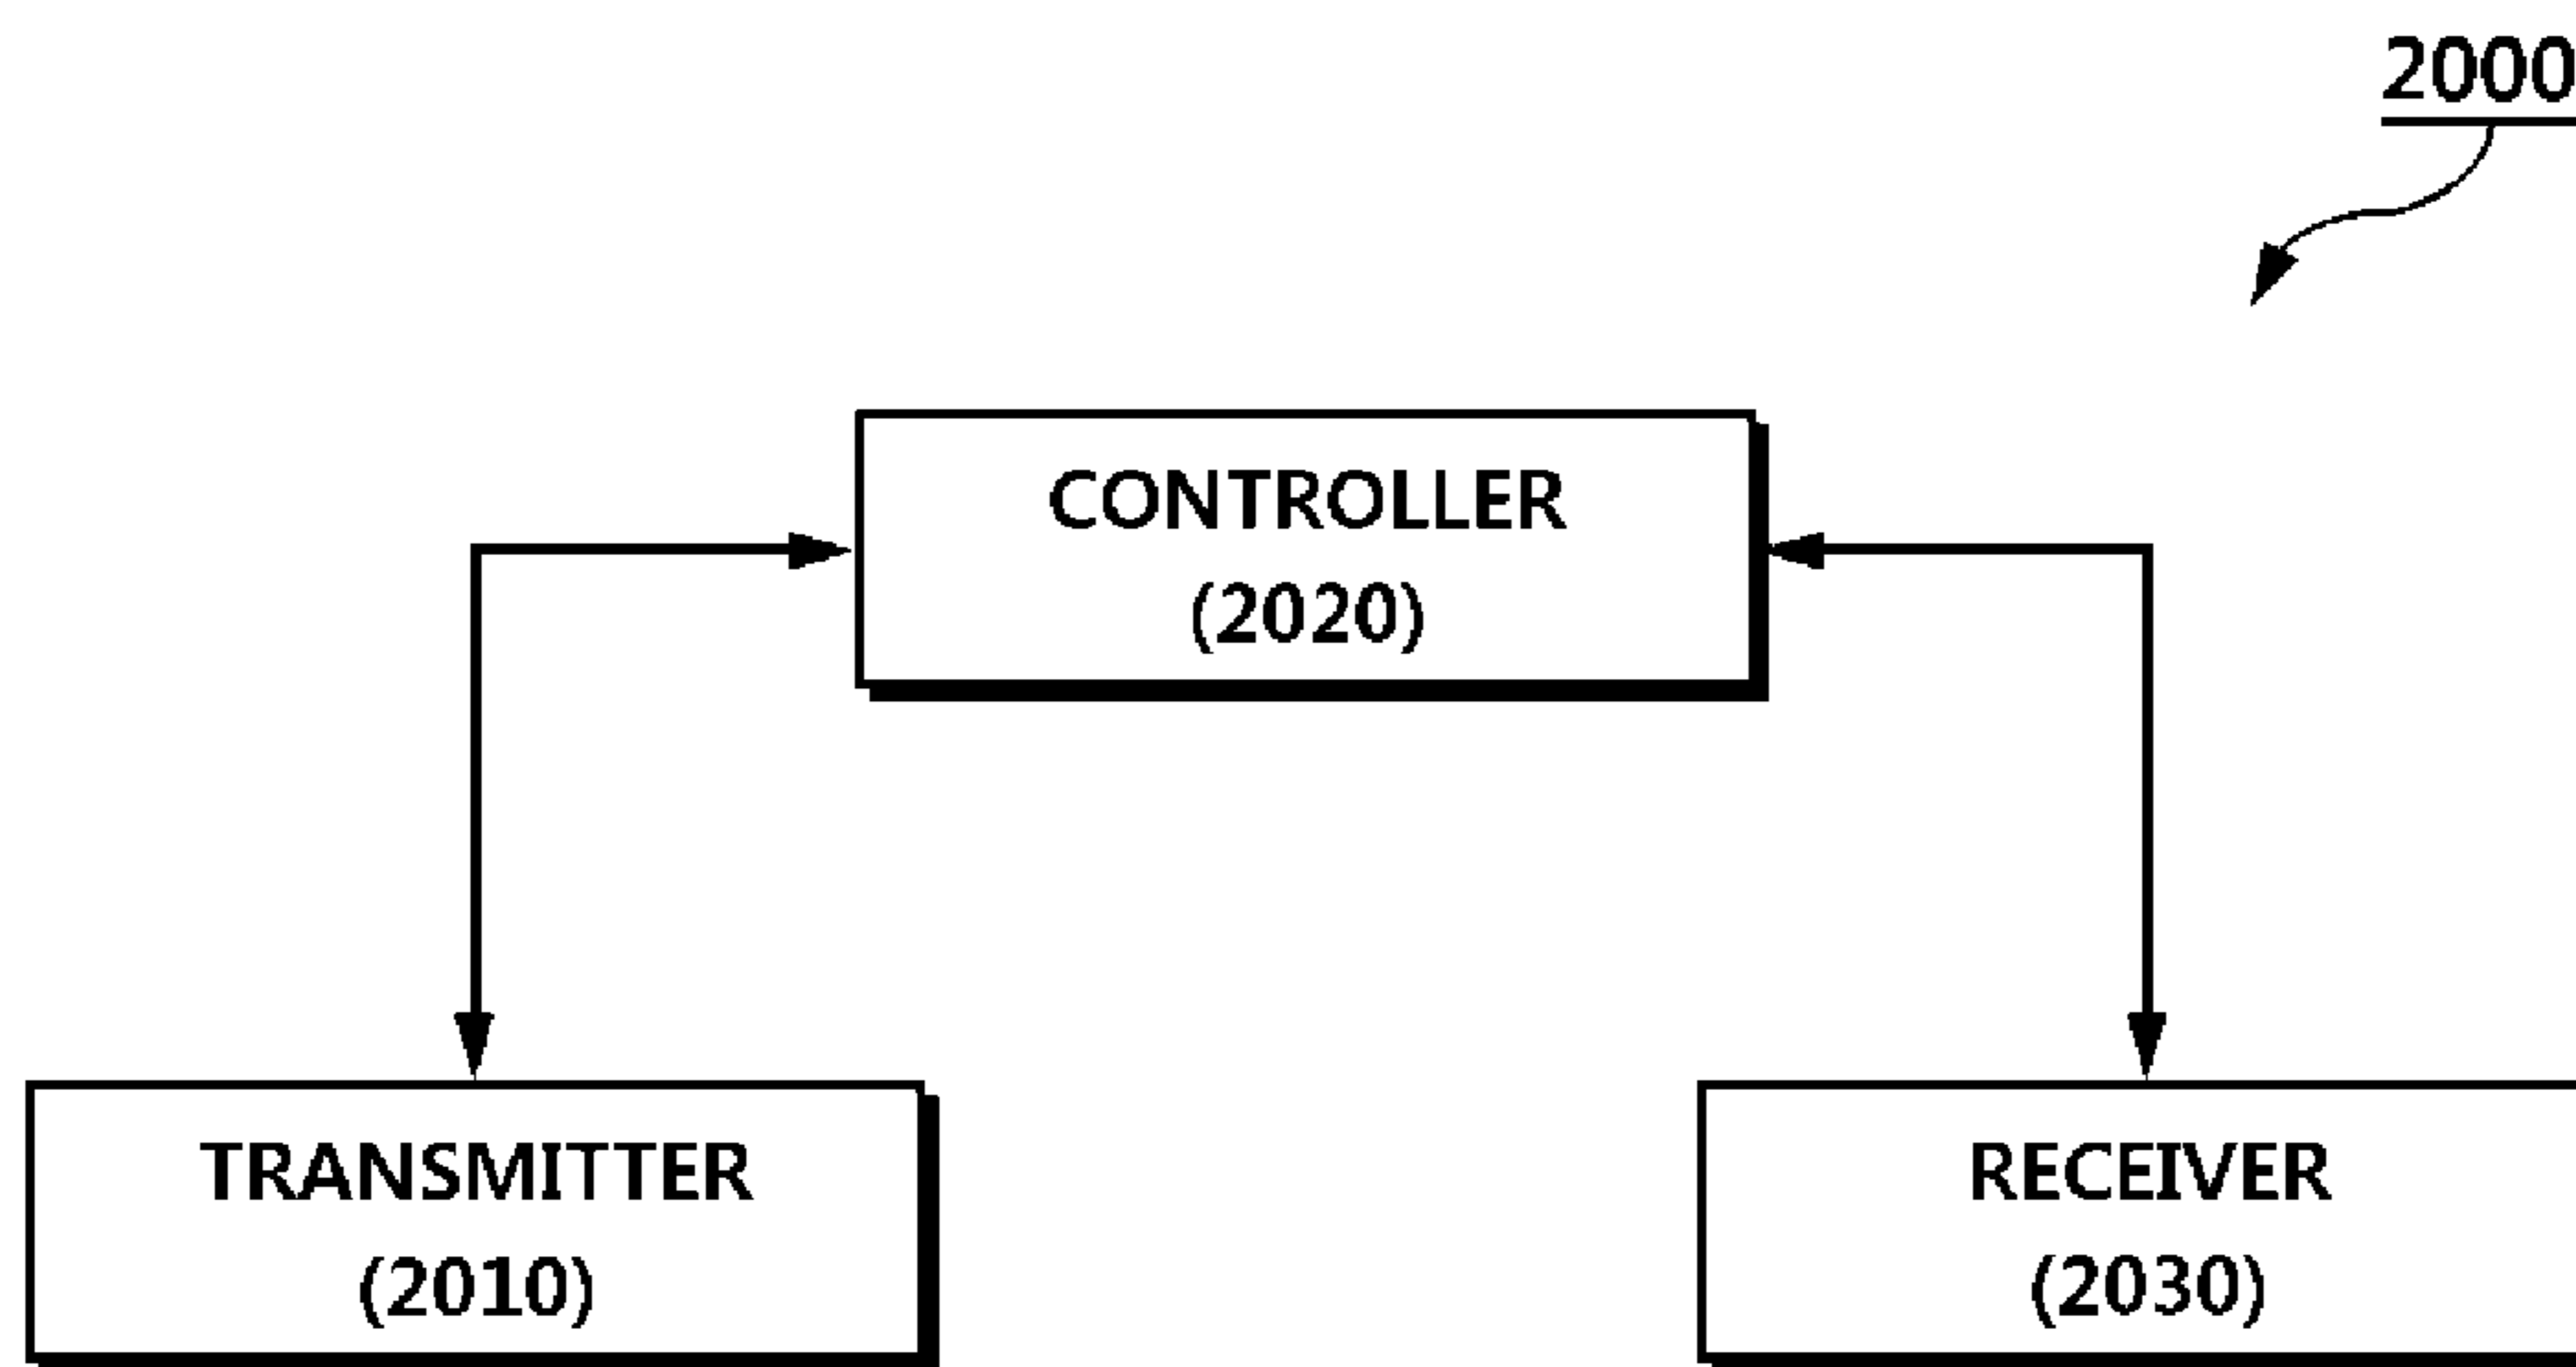 2000
CONTROLLER
(2020)
TRANSMITTER
(2010)
RECEIVER
(2030)